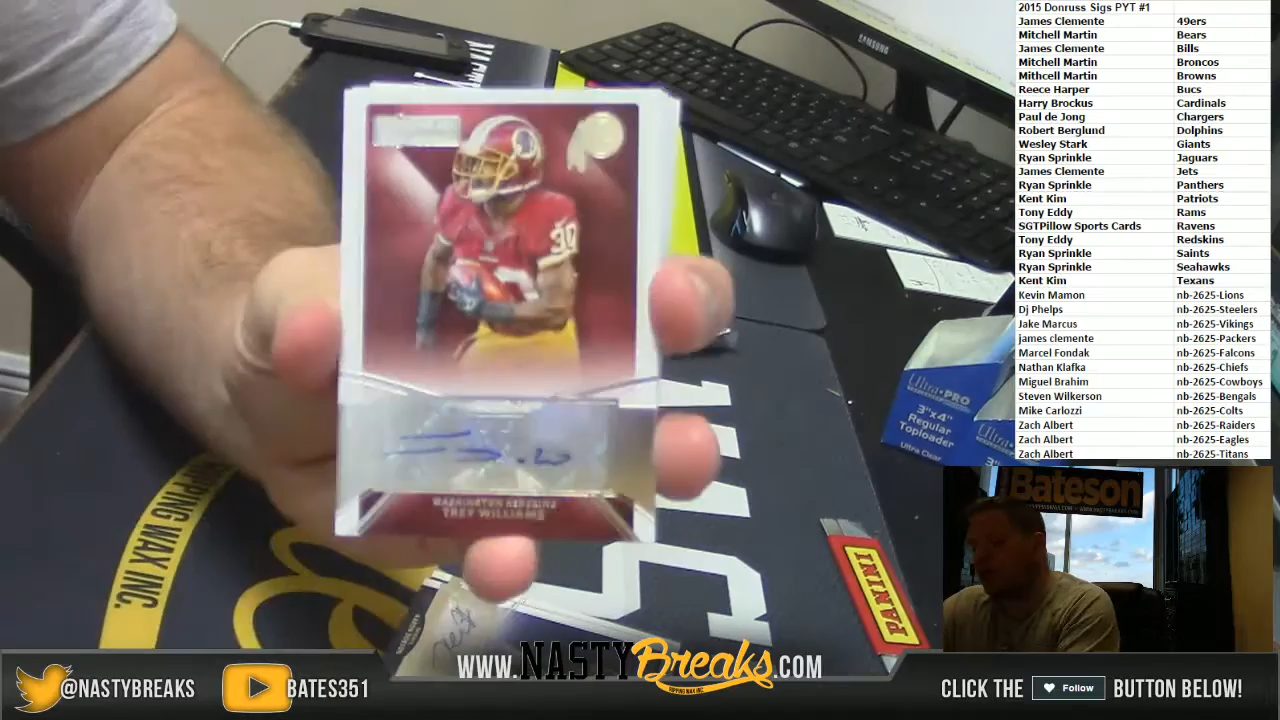 2015 Donruss Sigs PYT #1
James Clemente 49ers
Mitchell Martin Bears
James Clemente Bills
Mitchell Martin Broncos
Mithcell Martin Browns
Reece Harper Bucs
Harry Brockus Cardinals
Paul de Jong Chargers
Robert Berglund Dolphins
Wesley Stark Giants
Ryan Sprinkle Jaguars
James Clemente Jets
Ryan Sprinkle Panthers
Kent Kim Patriots
Tony Eddy Rams
SGTPillow Sports Cards Ravens
Tony Eddy Redskins
Ryan Sprinkle Saints
Ryan Sprinkle Seahawks
Kent Kim Texans
Kevin Mamon nb-2625-Lions
Dj Phelps nb-2625-Steelers
Jake Marcus nb-2625-Vikings
james clemente nb-2625-Packers
Marcel Fondak nb-2625-Falcons
Nathan Klafka nb-2625-Chiefs
Miguel Brahim nb-2625-Cowboys
Steven Wilkerson nb-2625-Bengals
Mike Carlozzi nb-2625-Colts
Zach Albert nb-2625-Raiders
Zach Albert nb-2625-Eagles
Zach Albert nb-2625-Titans
SAMSUNG
30
WASHINGTON REDSKINS
TREY WILLIAMS
Ultra•PRO
3"x4"
Regular
Toploader
Ultra Clear
3"
PANINI
RIPPING WAX INC.
Bateson
@NASTYBREAKS
BATES351
WWW.NASTYBreaks.COM
RIPPING WAX INC
CLICK THE Follow BUTTON BELOW!